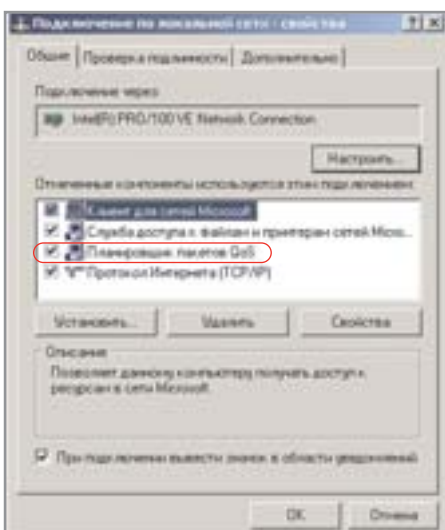 Подключение по локальной сети - свойства
Общие Проверка подлинности Дополнительно
Подключение через:
Intel(R) PRO/100 VE Network Connection
Настроить...
Отмеченные компоненты используются этим подключением:
Клиент для сетей Microsoft
Служба доступа к файлам и принтерам сетей Micro...
Планировщик пакетов QoS
Протокол Интернета (TCP/IP)
Установить... Удалить Свойства
Описание
Позволяет данному компьютеру получать доступ к
ресурсам в сети Microsoft.
При подключении вывести значок в области уведомлений
OK Отмена